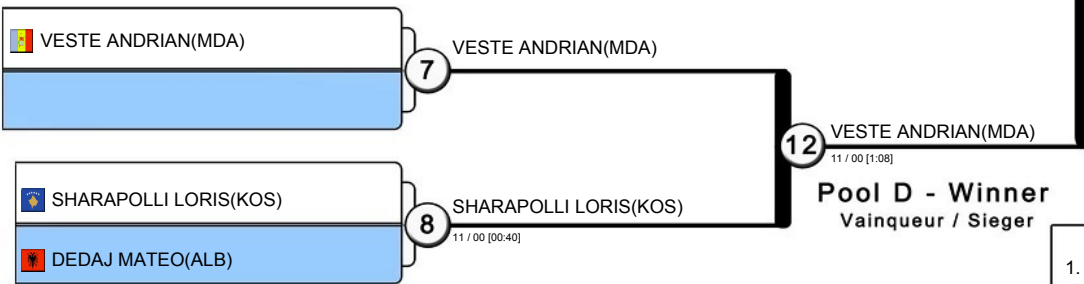 VESTE ANDRIAN(MDA)
7
VESTE ANDRIAN(MDA)
12
VESTE ANDRIAN(MDA)
11 / 00 [1:08]
Pool D - Winner
Vainqueur / Sieger
SHARAPOLLI LORIS(KOS)
8
SHARAPOLLI LORIS(KOS)
11 / 00 [00:40]
DEDAJ MATEO(ALB)
1.